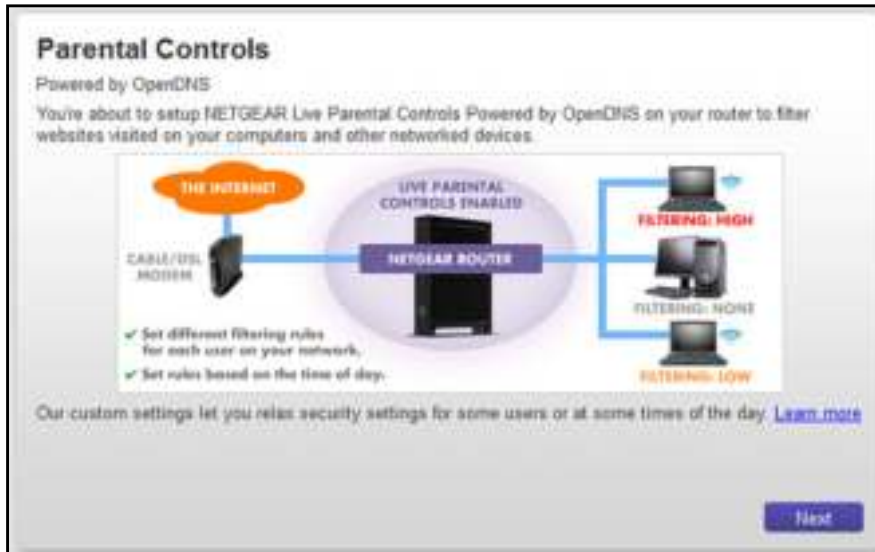 Parental Controls
Powered by OpenDNS
You're about to setup NETGEAR Live Parental Controls Powered by OpenDNS on your router to filter
websites visited on your computers and other networked devices.
THE INTERNET
LIVE PARENTAL
CONTROLS ENABLED
FILTERING: HIGH
CABLE/DSL
MODEM
NETGEAR ROUTER
FILTERING: NONE
✓ Set different filtering rules
for each user on your network.
✓ Set rules based on the time of day.
FILTERING: LOW
Our custom settings let you relax security settings for some users or at some times of the day. Learn more
Next